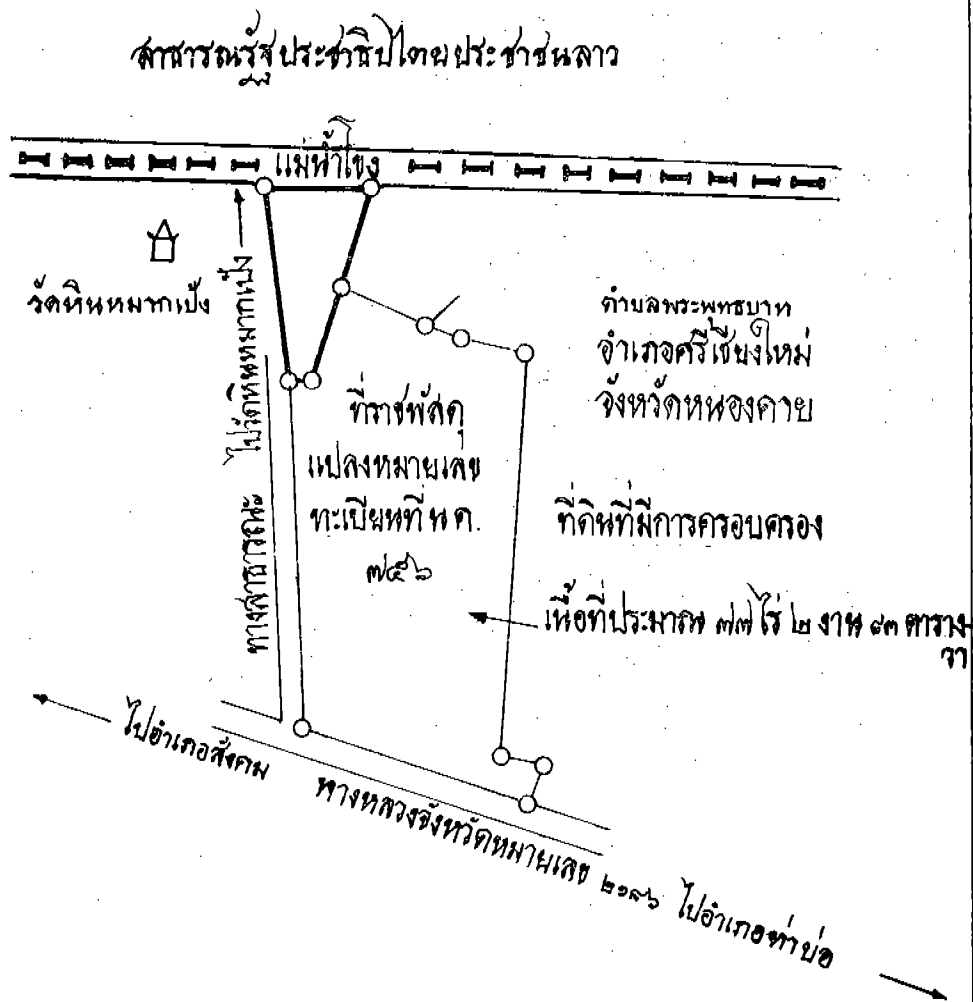 สาธารณรัฐประชาธิปไตยประชาชนลาว
แม่น้ำโขง
วัดหินหมากเป้ง
ไปวัดหินหมากเป้ง
ทางสาธารณะ
ตำบลพระพุทธบาท
อำเภอศรีเชียงใหม่
จังหวัดหนองคาย
ที่ราชพัสดุ
แปลงหมายเลข
ทะเบียนที่ นค.
๗๕๖
ที่ดินที่มีการครอบครอง
เนื้อที่ประมาณ ๗๗ ไร่ ๒ งาน ๘๓ ตาราง
วา
ไปอำเภอสังคม
ทางหลวงจังหวัดหมายเลข
ไปอำเภอท่าบ่อ